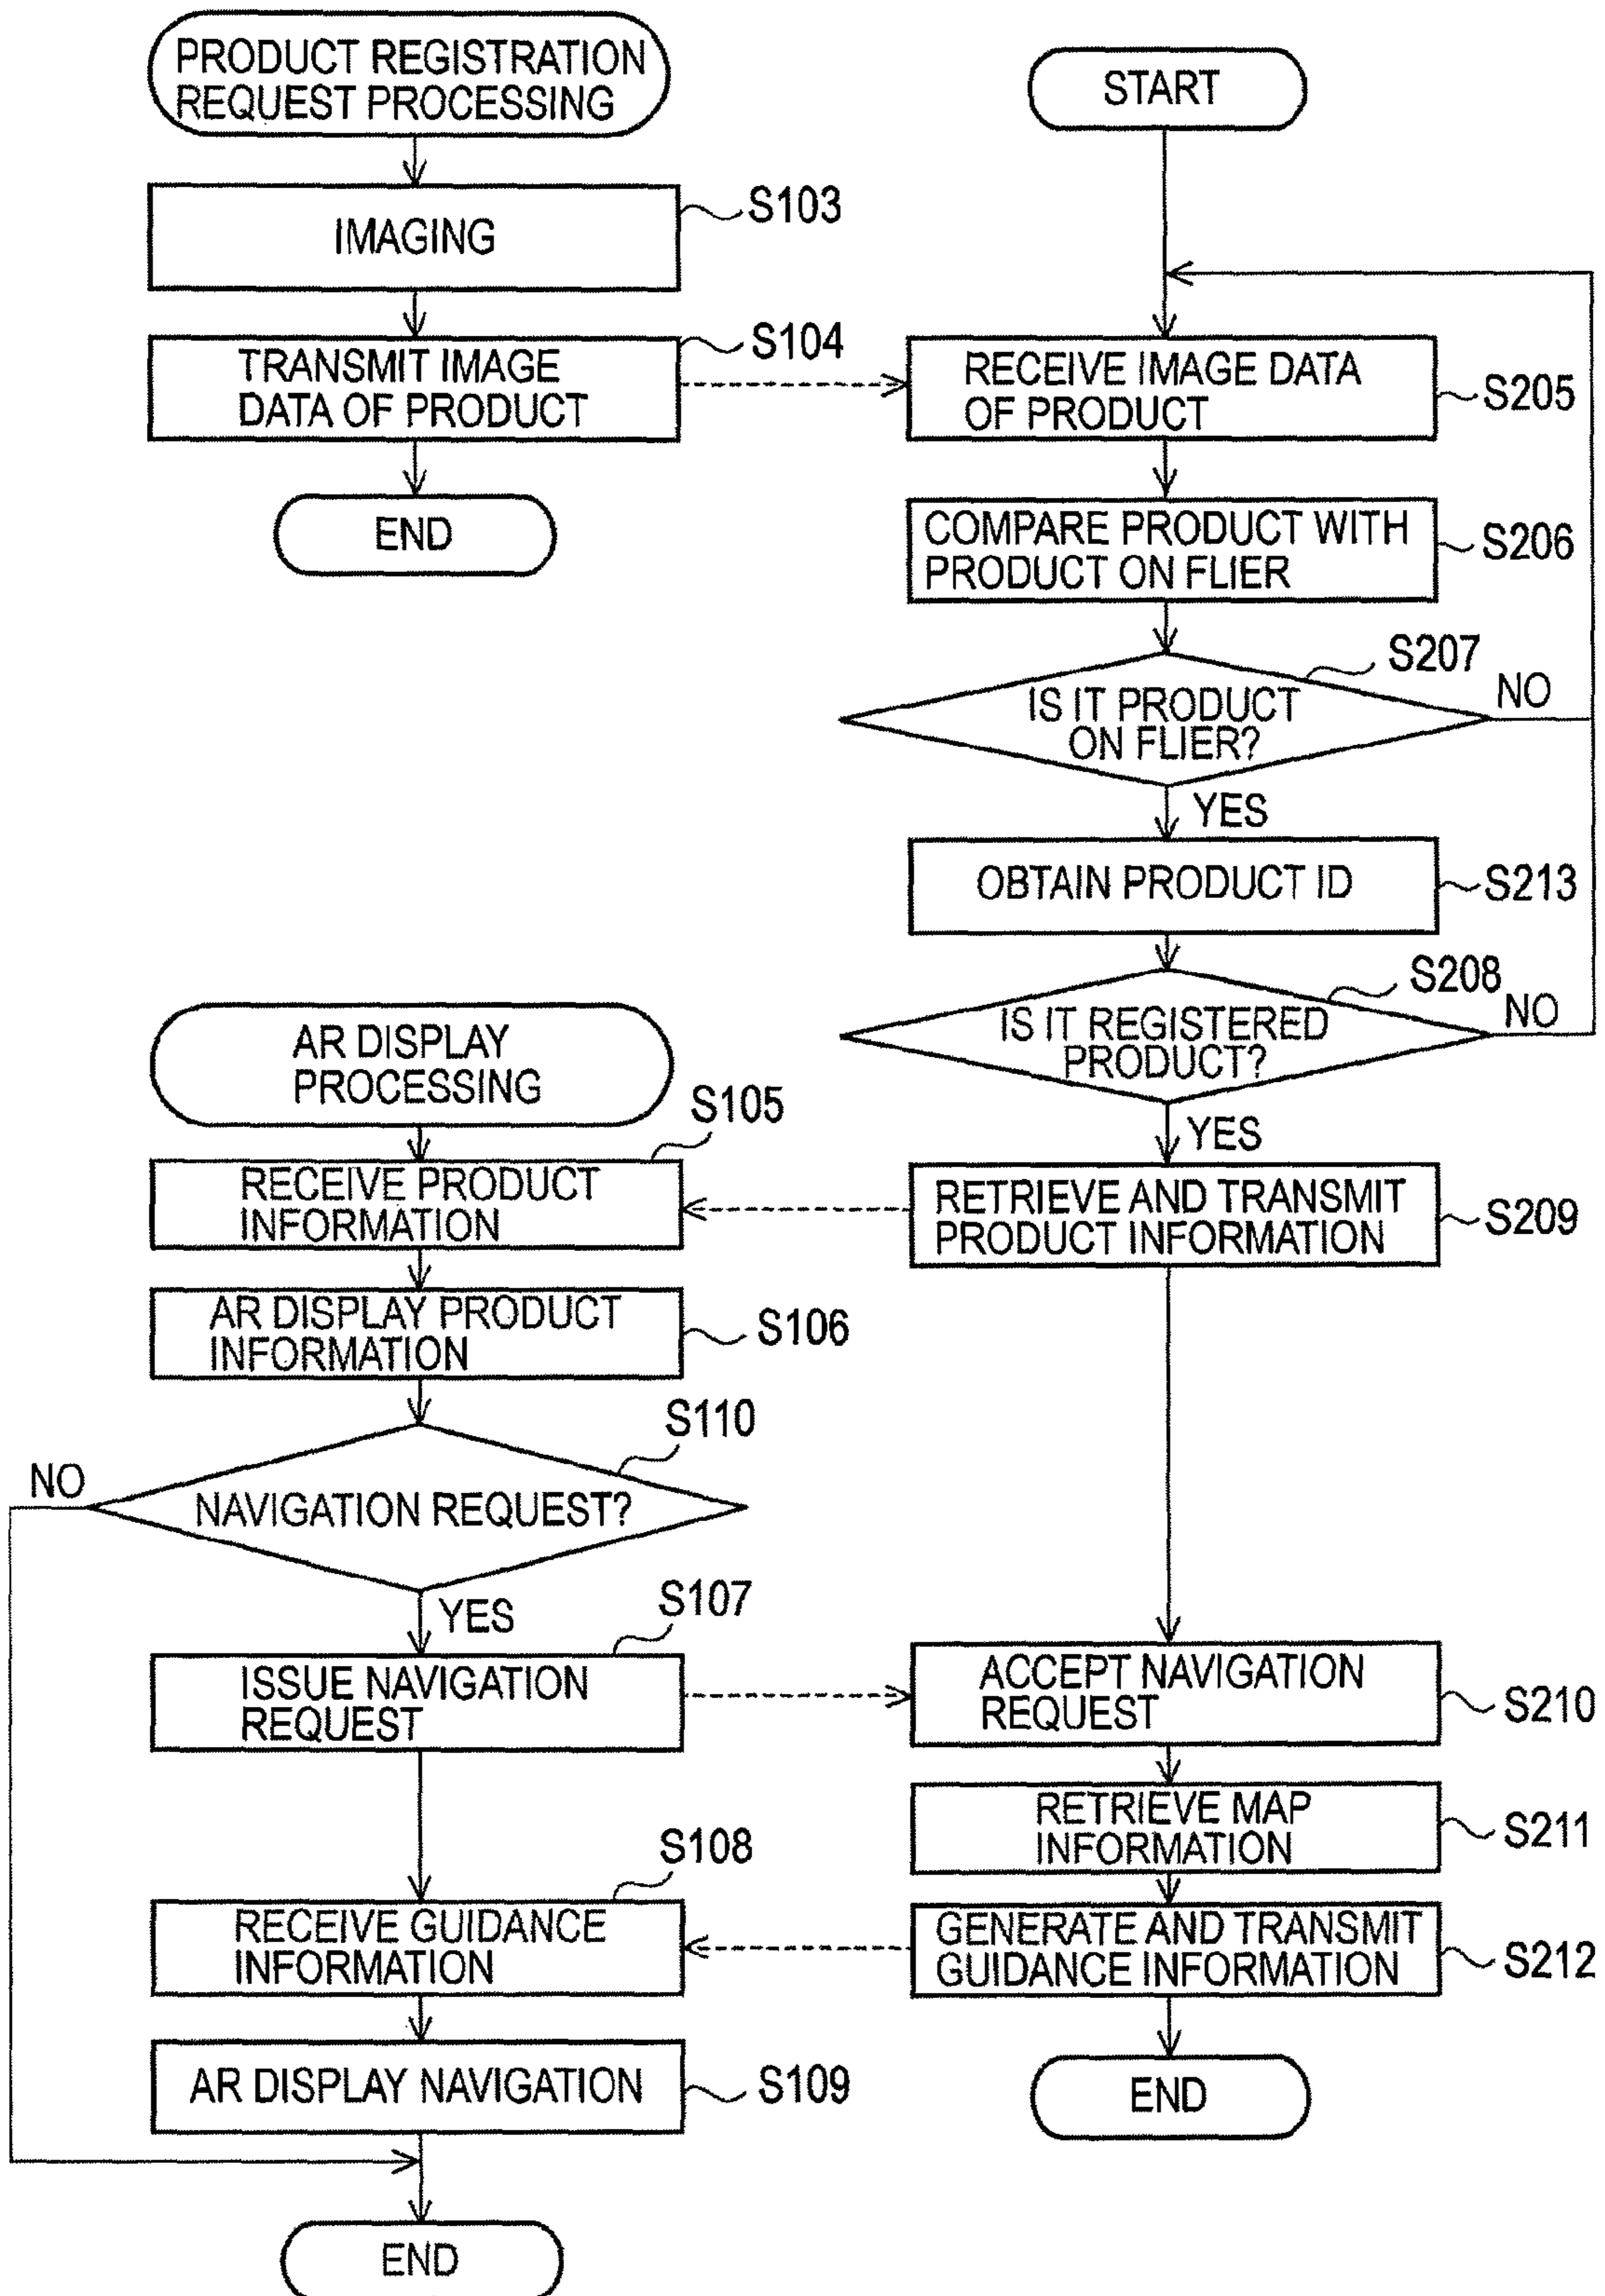 PRODUCT REGISTRATION
REQUEST PROCESSING
IMAGING
S103
TRANSMIT IMAGE
DATA OF PRODUCT
S104
END
START
RECEIVE IMAGE DATA
OF PRODUCT
S205
COMPARE PRODUCT WITH
PRODUCT ON FLIER
S206
IS IT PRODUCT
ON FLIER?
S207
NO
YES
OBTAIN PRODUCT ID
S213
IS IT REGISTERED
PRODUCT?
S208
NO
YES
RETRIEVE AND TRANSMIT
PRODUCT INFORMATION
S209
AR DISPLAY
PROCESSING
RECEIVE PRODUCT
INFORMATION
S105
AR DISPLAY PRODUCT
INFORMATION
S106
NAVIGATION REQUEST?
S110
NO
YES
ISSUE NAVIGATION
REQUEST
S107
ACCEPT NAVIGATION
REQUEST
S210
RETRIEVE MAP
INFORMATION
S211
GENERATE AND TRANSMIT
GUIDANCE INFORMATION
S212
END
RECEIVE GUIDANCE
INFORMATION
S108
AR DISPLAY NAVIGATION
S109
END